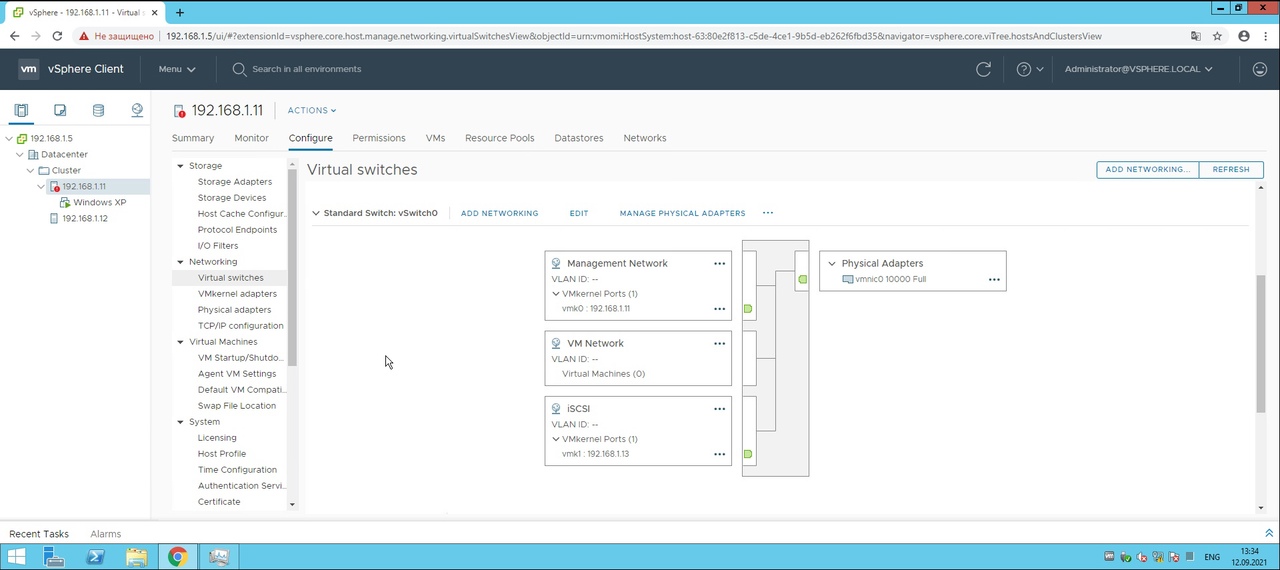 vSphere - 192.168.1.11 - Virtual s
Не защищено
192.168.1.5/ui/#?extensionId=vsphere.core.host.manage.networking.virtualSwitchesView&objectId=urn:vmomi:HostSystem:host-63:80e2f813-c5de-4ce1-9b5d-eb262f6fbd35&navigator=vsphere.core.viTree.hostsAndClustersView
vm vSphere Client
Menu
Search in all environments
Administrator@VSPHERE.LOCAL
192.168.1.5
Datacenter
Cluster
192.168.1.11
Windows XP
192.168.1.12
192.168.1.11
ACTIONS
Summary Monitor Configure Permissions VMs Resource Pools Datastores Networks
Storage
Storage Adapters
Storage Devices
Host Cache Configur..
Protocol Endpoints
I/O Filters
Networking
Virtual switches
VMkernel adapters
Physical adapters
TCP/IP configuration
Virtual Machines
VM Startup/Shutdo..
Agent VM Settings
Default VM Compati..
Swap File Location
System
Licensing
Host Profile
Time Configuration
Authentication Servi..
Certificate
Virtual switches
ADD NETWORKING... REFRESH
Standard Switch: vSwitch0 ADD NETWORKING EDIT MANAGE PHYSICAL ADAPTERS ...
Management Network ...
VLAN ID: --
VMkernel Ports (1)
vmk0 : 192.168.1.11 ...
VM Network ...
VLAN ID: --
Virtual Machines (0)
iSCSI ...
VLAN ID: --
VMkernel Ports (1)
vmk1 : 192.168.1.13 ...
Physical Adapters
vmnic0 10000 Full ...
Recent Tasks Alarms
ENG
13:34
12.09.2021